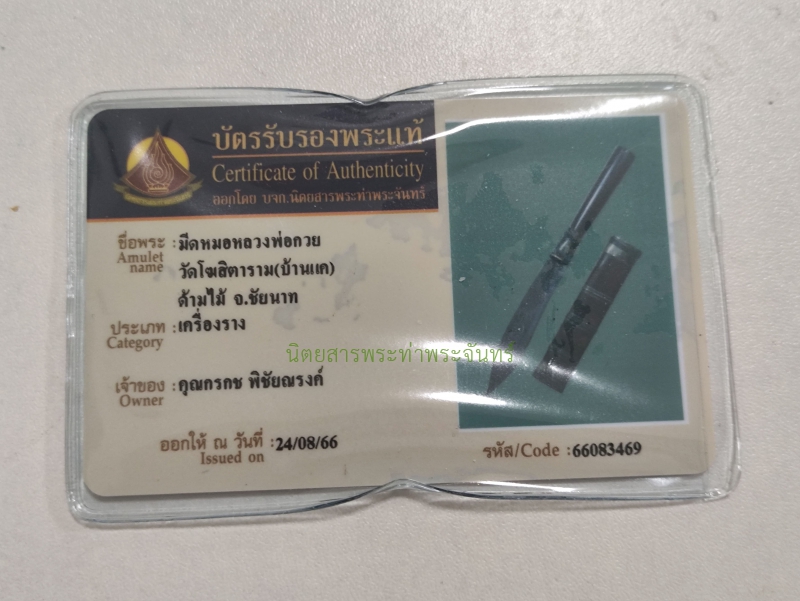 บัตรรับรองพระแท้
Certificate of Authenticity
ออกโดย บจก.นิตยสารพระท่าพระจันทร์
ชื่อพระ : มีดหมอหลวงพ่อกวย
Amulet name
วัดโฆสิตาราม(บ้านแค)
ด้ามไม้ จ.ชัยนาท
ประเภท : เครื่องราง
Category
นิตยสารพระท่าพระจันทร์
เจ้าของ : คุณกรกช พิชัยณรงค์
Owner
ออกให้ ณ วันที่ :24/08/66
Issued on
รหัส/Code :66083469